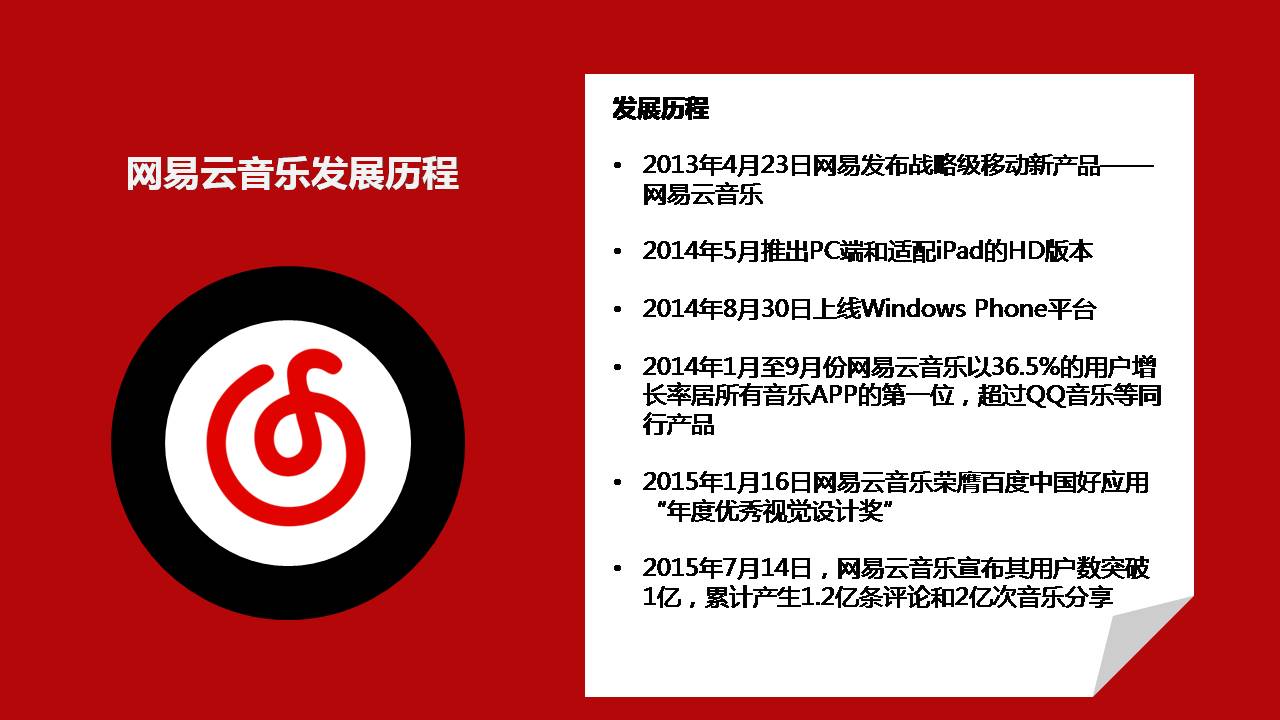 网易云音乐发展历程
发展历程
• 2013年4月23日网易发布战略级移动新产品——
网易云音乐
• 2014年5月推出PC端和适配iPad的HD版本
• 2014年8月30日上线Windows Phone平台
• 2014年1月至9月份网易云音乐以36.5%的用户增
长率居所有音乐APP的第一位，超过QQ音乐等同
行产品
• 2015年1月16日网易云音乐荣膺百度中国好应用
“年度优秀视觉设计奖”
• 2015年7月14日，网易云音乐宣布其用户数突破
1亿，累计产生1.2亿条评论和2亿次音乐分享